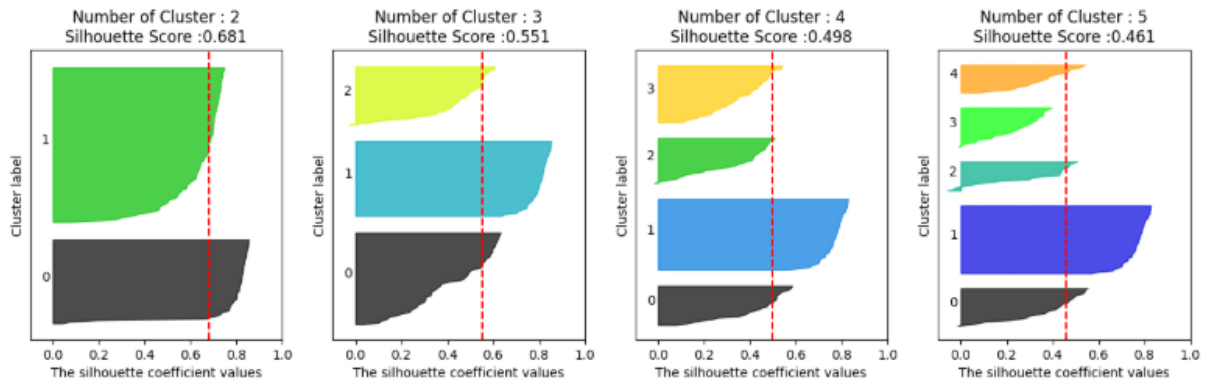 Number of Cluster : 2
Silhouette Score :0.681
Cluster label
1
0
0.0 0.2 0.4 0.6 0.8 1.0
The silhouette coefficient values
Number of Cluster : 3
Silhouette Score :0.551
Cluster label
2
1
0
0.0 0.2 0.4 0.6 0.8 1.0
The silhouette coefficient values
Number of Cluster : 4
Silhouette Score :0.498
Cluster label
3
2
1
0
0.0 0.2 0.4 0.6 0.8 1.0
The silhouette coefficient values
Number of Cluster : 5
Silhouette Score :0.461
Cluster label
4
3
2
1
0
0.0 0.2 0.4 0.6 0.8 1.0
The silhouette coefficient values